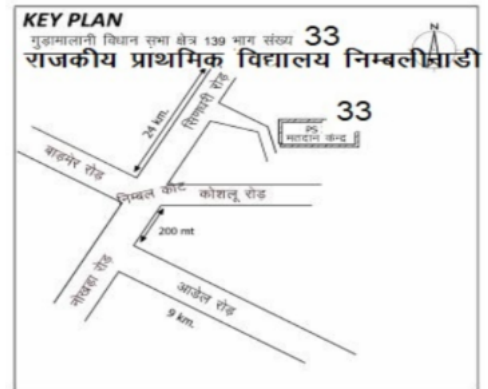 KEY PLAN
N
गुड़ामालानी विधान सभा क्षेत्र 139 भाग संख्य 33
राजकीय प्राथमिक विद्यालय निम्बलीनाडी
33
PS
मतदान केन्द
24 km.
सिणधरी रोड़
बाड़मेर रोड़
निम्बल कोट
कोशलू रोड़
200 mt
नोखड़ा रोड़
आडेल रोड़
9 km.